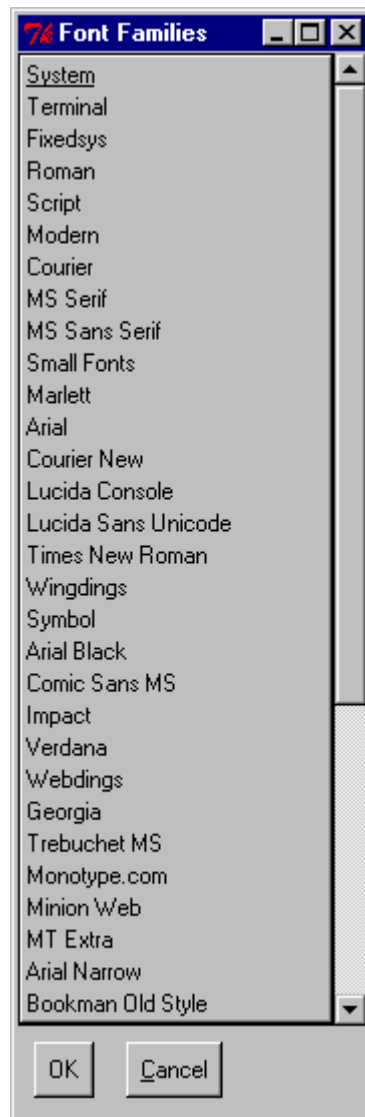 Tk Font Families
System
Terminal
Fixedsys
Roman
Script
Modern
Courier
MS Serif
MS Sans Serif
Small Fonts
Marlett
Arial
Courier New
Lucida Console
Lucida Sans Unicode
Times New Roman
Wingdings
Symbol
Arial Black
Comic Sans MS
Impact
Verdana
Webdings
Georgia
Trebuchet MS
Monotype.com
Minion Web
MT Extra
Arial Narrow
Bookman Old Style
OK Cancel